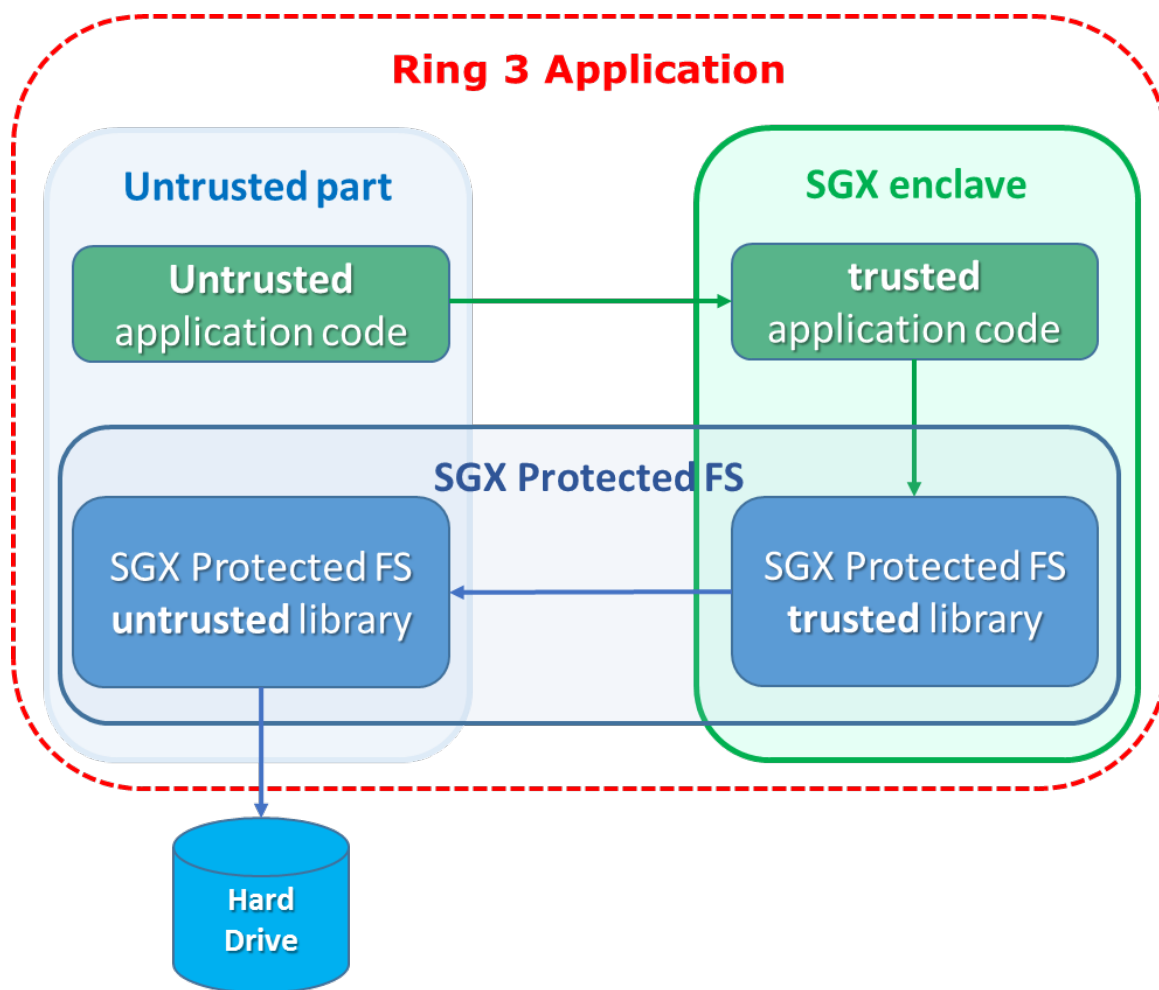 Ring 3 Application
Untrusted part
SGX enclave
Untrusted
application code
trusted
application code
SGX Protected FS
SGX Protected FS
untrusted library
SGX Protected FS
trusted library
Hard
Drive